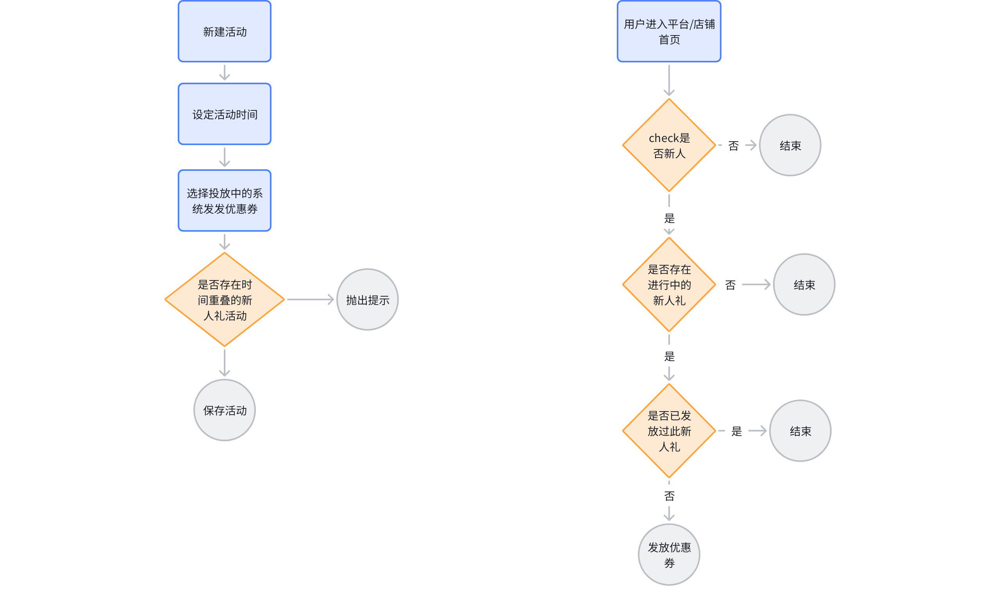 新建活动
设定活动时间
选择投放中的系
统发发优惠券
是否存在时
间重叠的新
人礼活动
抛出提示
保存活动
用户进入平台/店铺
首页
check是
否新人
否
结束
是
是否存在
进行中的
新人礼
否
结束
是
是否已发
放过此新
人礼
是
结束
否
发放优惠
券